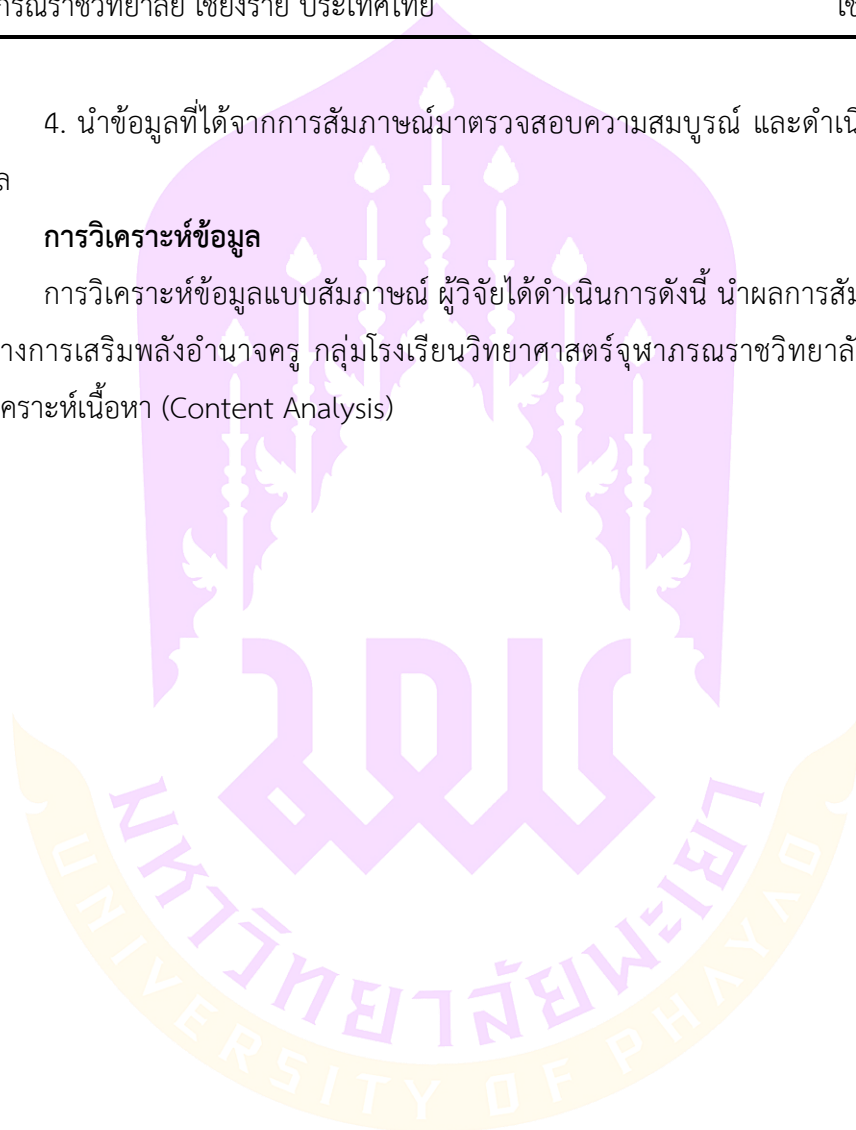 ภรณราชวิทยาลัย เชียงราย ประเทศไทย
4. นำข้อมูลที่ได้จากการสัมภาษณ์มาตรวจสอบความสมบูรณ์ และดำเนิ
ล
การวิเคราะห์ข้อมูล
การวิเคราะห์ข้อมูลแบบสัมภาษณ์ ผู้วิจัยได้ดำเนินการดังนี้ นำผลการสัม
างการเสริมพลังอำนาจครู กลุ่มโรงเรียนวิทยาศาสตร์จุฬาภรณราชวิทยาลั
คราะห์เนื้อหา (Content Analysis)
มหาวิทยาลัยพะเยา
UNIVERSITY OF PHAYAO